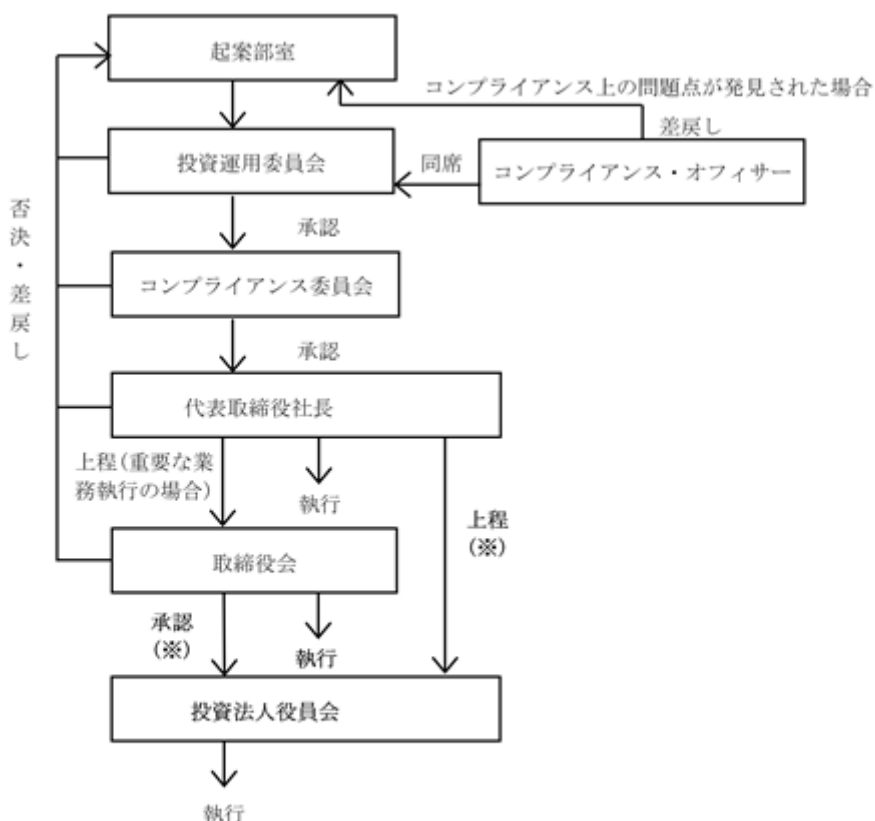 起案部室
コンプライアンス上の問題点が発見された場合
差戻し
投資運用委員会
同席
コンプライアンス・オフィサー
承認
否決・差戻し
コンプライアンス委員会
承認
代表取締役社長
上程(重要な業
務執行の場合)
執行
上程
(※)
取締役会
承認
(※)
執行
投資法人役員会
執行